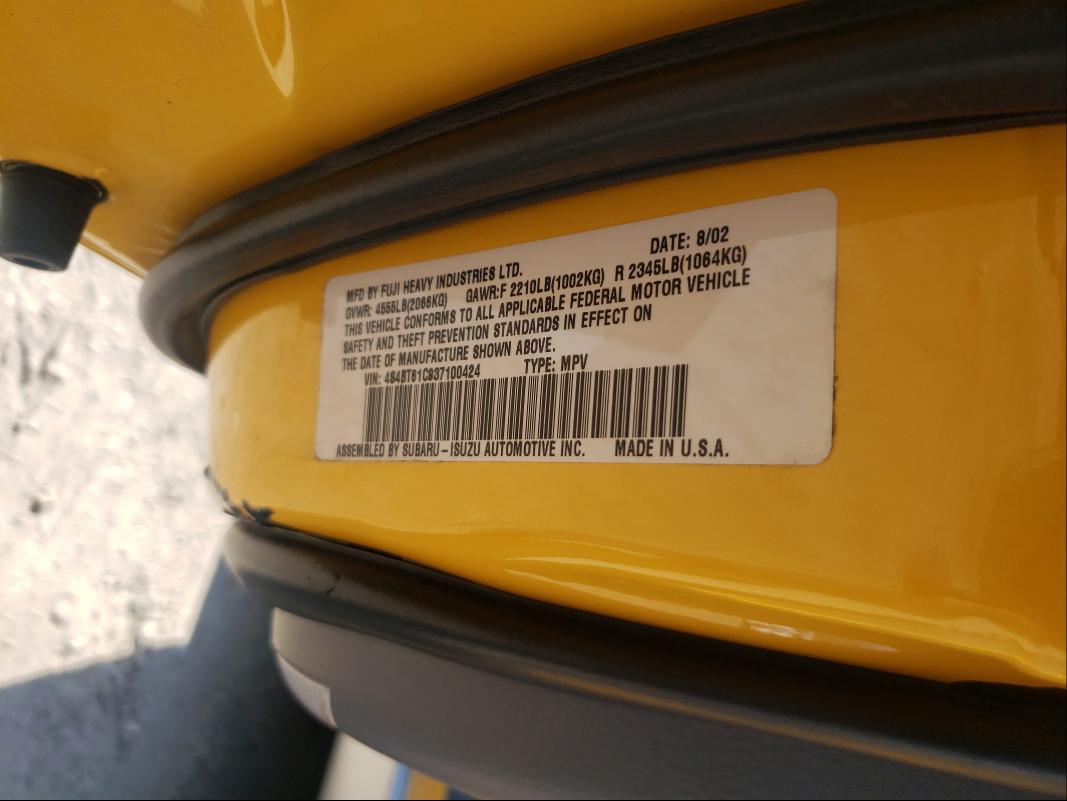 MFD BY FUJI HEAVY INDUSTRIES LTD. DATE: 8/02
GVWR: 4555LB(2066KG) GAWR:F 2210LB(1002KG) R 2345LB(1064KG)
THIS VEHICLE CONFORMS TO ALL APPLICABLE FEDERAL MOTOR VEHICLE
SAFETY AND THEFT PREVENTION STANDARDS IN EFFECT ON
THE DATE OF MANUFACTURE SHOWN ABOVE.
VIN: 4S4BT61C837100424 TYPE: MPV
ASSEMBLED BY SUBARU-ISUZU AUTOMOTIVE INC. MADE IN U.S.A.